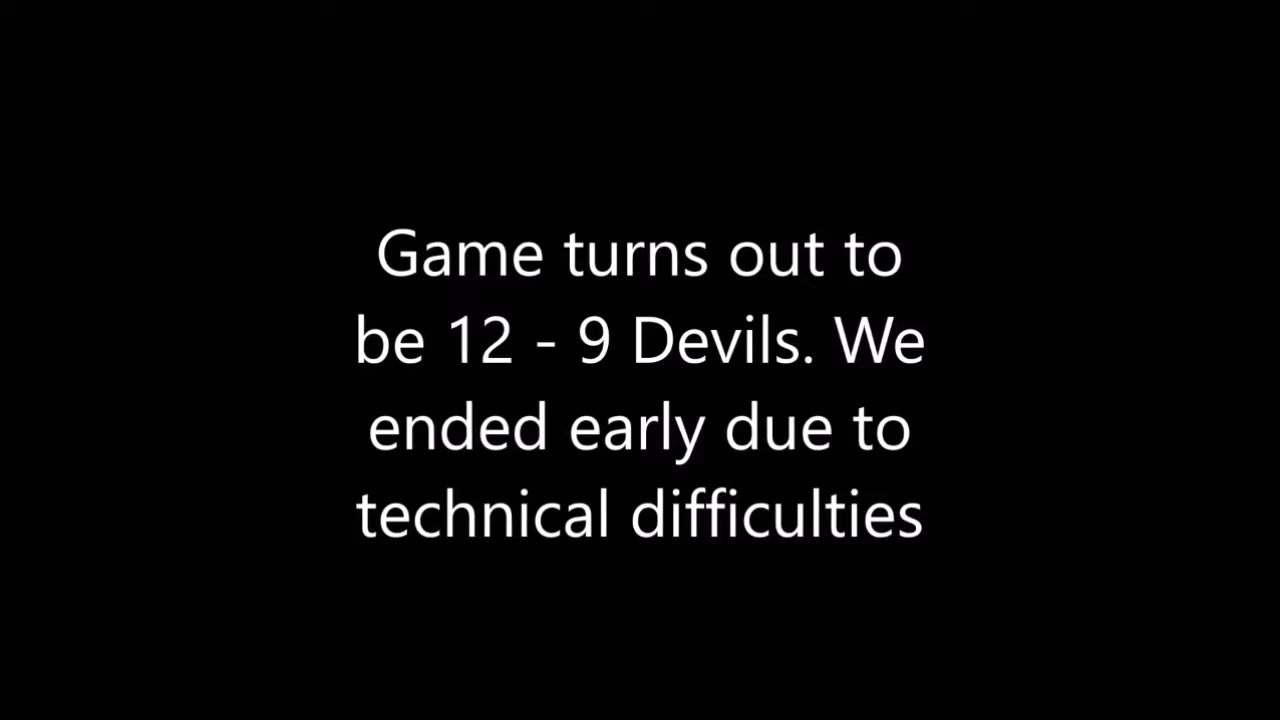 Game turns out to
be 12 - 9 Devils. We
ended early due to
technical difficulties